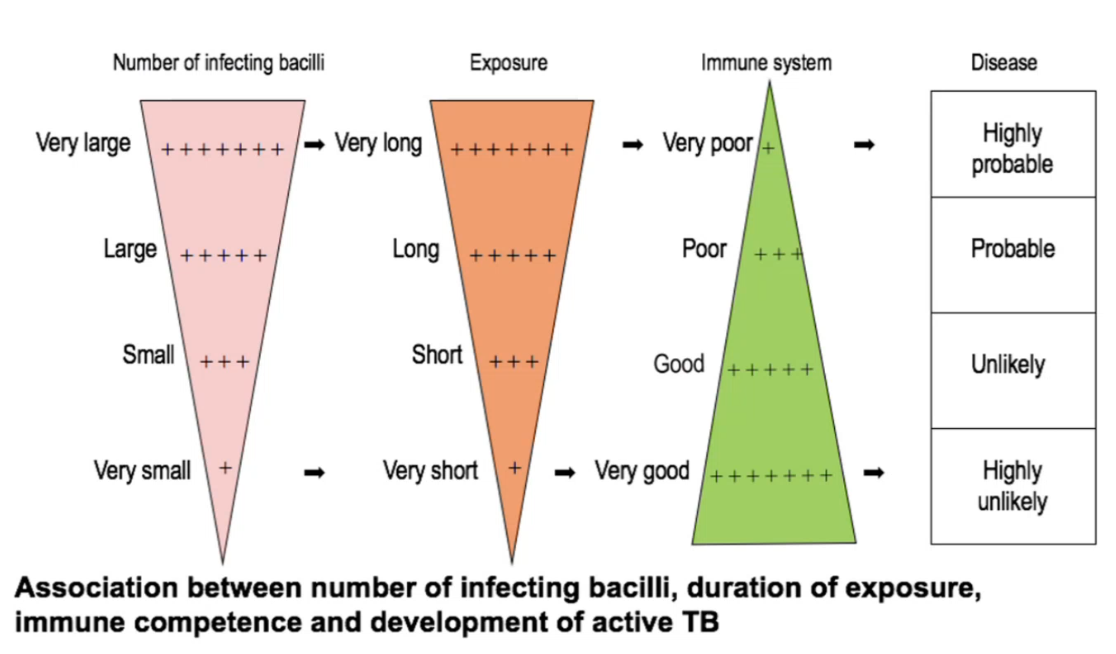 Number of infecting bacilli Exposure Immune system Disease
Very large +++++++ ➡ Very long +++++++ ➡ Very poor + ➡ Highly
probable
Large +++++ Long +++++ Poor +++ Probable
Small +++ Short +++ Good +++++ Unlikely
Very small + ➡ Very short + ➡ Very good +++++++ ➡ Highly
unlikely
Association between number of infecting bacilli, duration of exposure,
immune competence and development of active TB